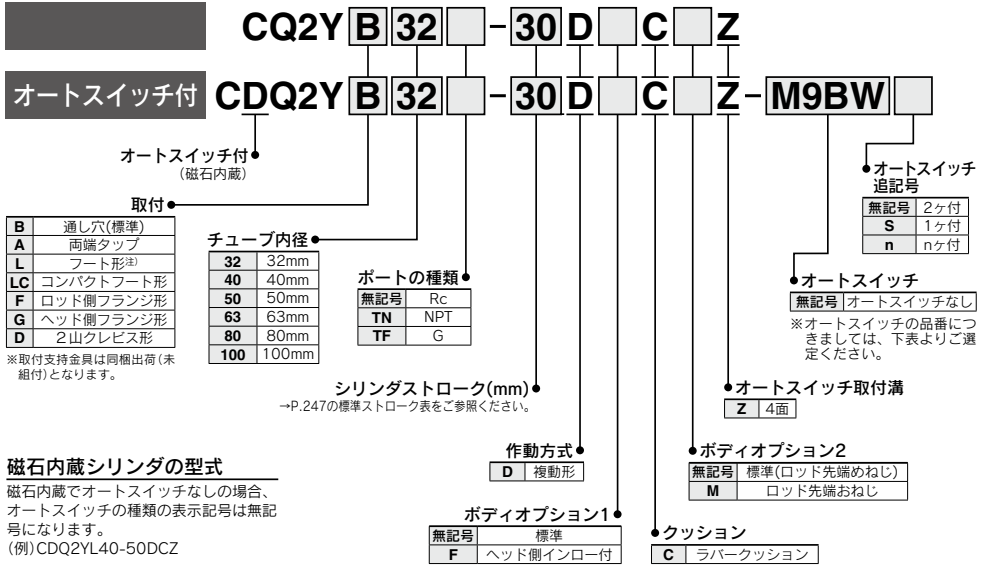 CQ2Y B 32 -30 D C Z
オートスイッチ付 CDQ2Y B 32 -30 D C Z-M9BW
オートスイッチ付
(磁石内蔵)
取付
B 通し穴(標準)
A 両端タップ
L フート形注)
LC コンパクトフート形
F ロッド側フランジ形
G ヘッド側フランジ形
D 2山クレビス形
※取付支持金具は同梱出荷(未
組付)となります。
チューブ内径
32 32mm
40 40mm
50 50mm
63 63mm
80 80mm
100 100mm
ポートの種類
無記号 Rc
TN NPT
TF G
オートスイッチ
追記号
無記号 2ヶ付
S 1ヶ付
n nヶ付
オートスイッチ
無記号 オートスイッチなし
※オートスイッチの品番につ
きましては、下表よりご選
定ください。
シリンダストローク(mm)
→P.247の標準ストローク表をご参照ください。
オートスイッチ取付溝
Z 4面
作動方式
D 複動形
ボディオプション2
無記号 標準(ロッド先端めねじ)
M ロッド先端おねじ
磁石内蔵シリンダの型式
磁石内蔵でオートスイッチなしの場合、
オートスイッチの種類の表示記号は無記
号になります。
(例)CDQ2YL40-50DCZ
ボディオプション1
無記号 標準
F ヘッド側インロー付
クッション
C ラバークッション